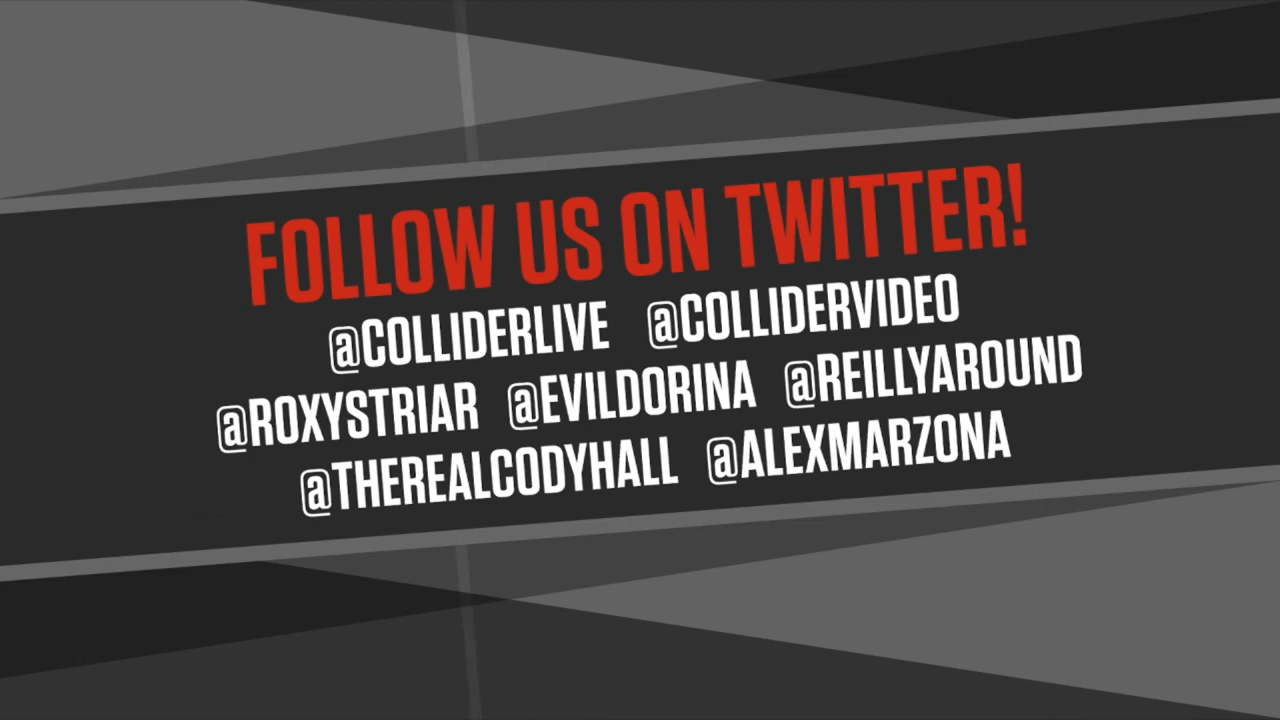 FOLLOW US ON TWITTER!
@COLLIDERLIVE @COLLIDERVIDEO
@ROXYSTRIAR @EVILDORINA @REILLYAROUND
@THEREALCODYHALL @ALEXMARZONA